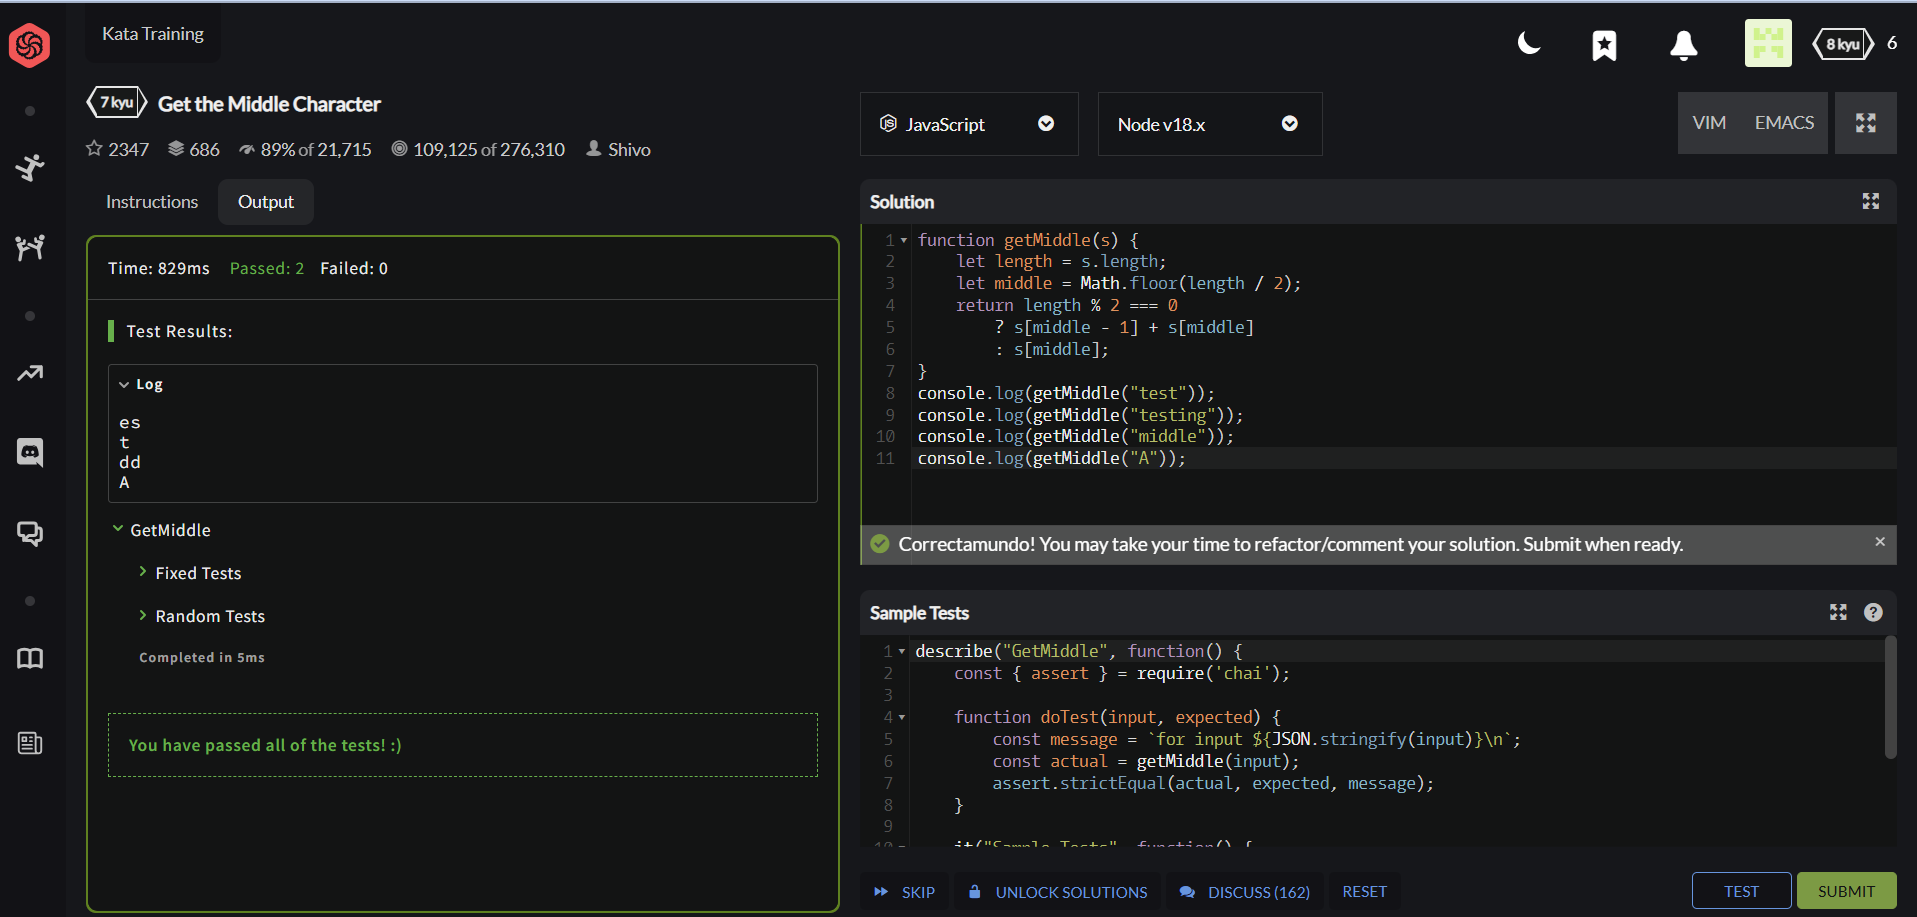 Kata Training
8 kyu 6
7 kyu Get the Middle Character
2347 686 89% of 21,715 109,125 of 276,310 Shivo
Instructions Output
Time: 829ms Passed: 2 Failed: 0
Test Results:
Log
es
t
dd
A
GetMiddle
Fixed Tests
Random Tests
Completed in 5ms
You have passed all of the tests! :)
JavaScript
Node v18.x
VIM EMACS
Solution
1 function getMiddle(s) {
2     let length = s.length;
3     let middle = Math.floor(length / 2);
4     return length % 2 === 0
5         ? s[middle - 1] + s[middle]
6         : s[middle];
7 }
8 console.log(getMiddle("test"));
9 console.log(getMiddle("testing"));
10 console.log(getMiddle("middle"));
11 console.log(getMiddle("A"));
Correctamundo! You may take your time to refactor/comment your solution. Submit when ready. ×
Sample Tests ?
1 describe("GetMiddle", function() {
2     const { assert } = require('chai');
3
4     function doTest(input, expected) {
5         const message = `for input ${JSON.stringify(input)}\n`;
6         const actual = getMiddle(input);
7         assert.strictEqual(actual, expected, message);
8     }
9
10     it("Sample Tests", function() {
SKIP UNLOCK SOLUTIONS DISCUSS (162) RESET TEST SUBMIT